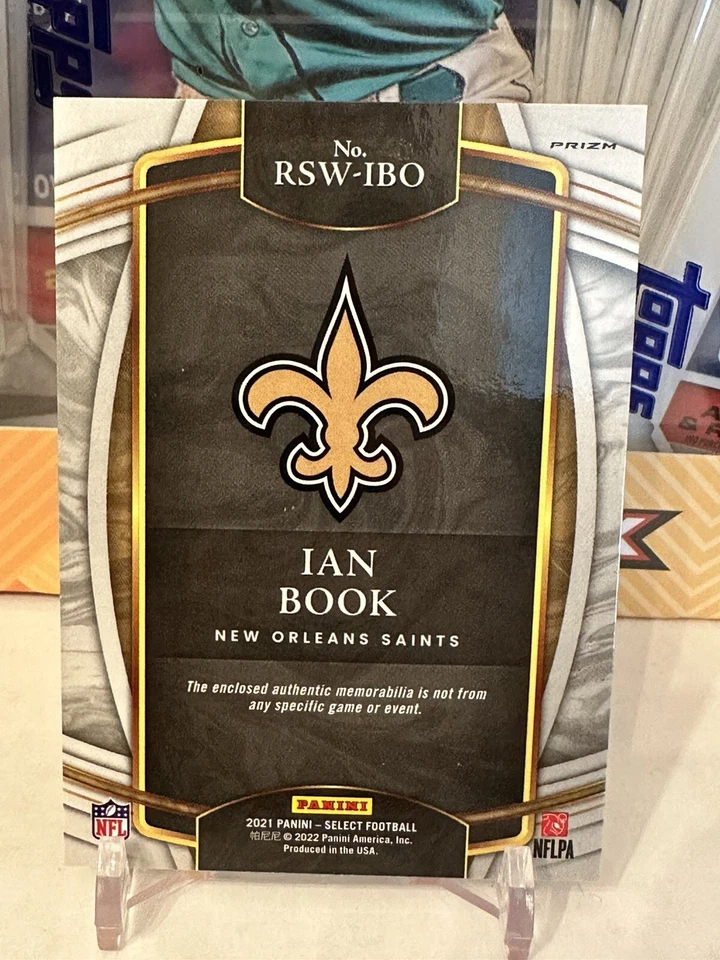 TOPPS
No.
RSW-IBO
PRIZM
TOPPS
IAN
BOOK
NEW ORLEANS SAINTS
The enclosed authentic memorabilia is not from
any specific game or event.
PANINI
2021 PANINI – SELECT FOOTBALL
帕尼尼 © 2022 Panini America, Inc.
Produced in the USA.
NFL
NFLPA